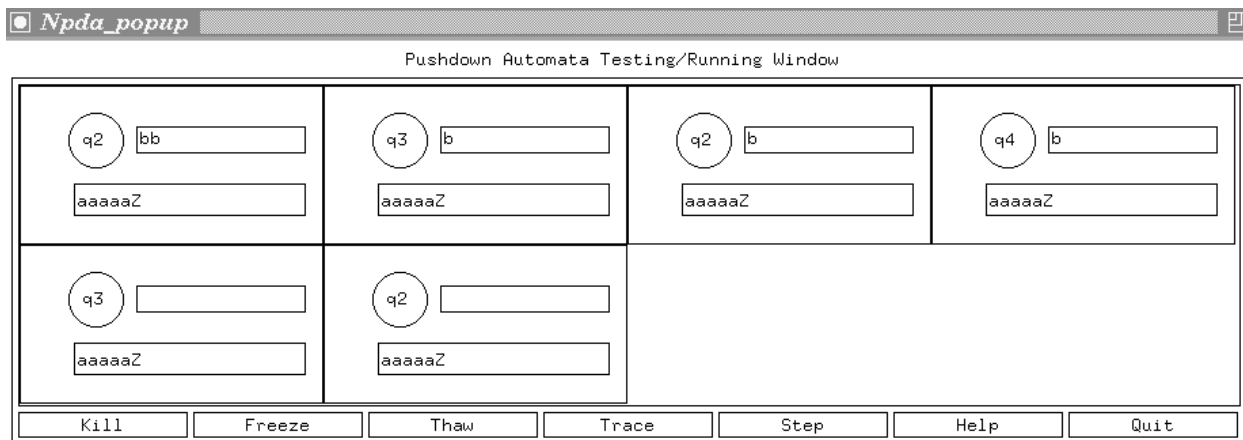 Npda_popup
Pushdown Automata Testing/Running Window
q2 bb q3 b q2 b q4 b
aaaaaZ aaaaaZ aaaaaZ aaaaaZ
q3 q2
aaaaaZ aaaaaZ
Kill Freeze Thaw Trace Step Help Quit